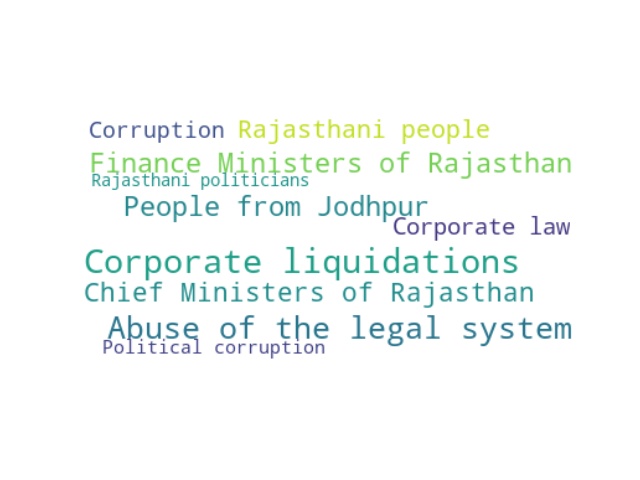 Corruption Rajasthani people
Finance Ministers of Rajasthan
Rajasthani politicians
People from Jodhpur
Corporate law
Corporate liquidations
Chief Ministers of Rajasthan
Abuse of the legal system
Political corruption